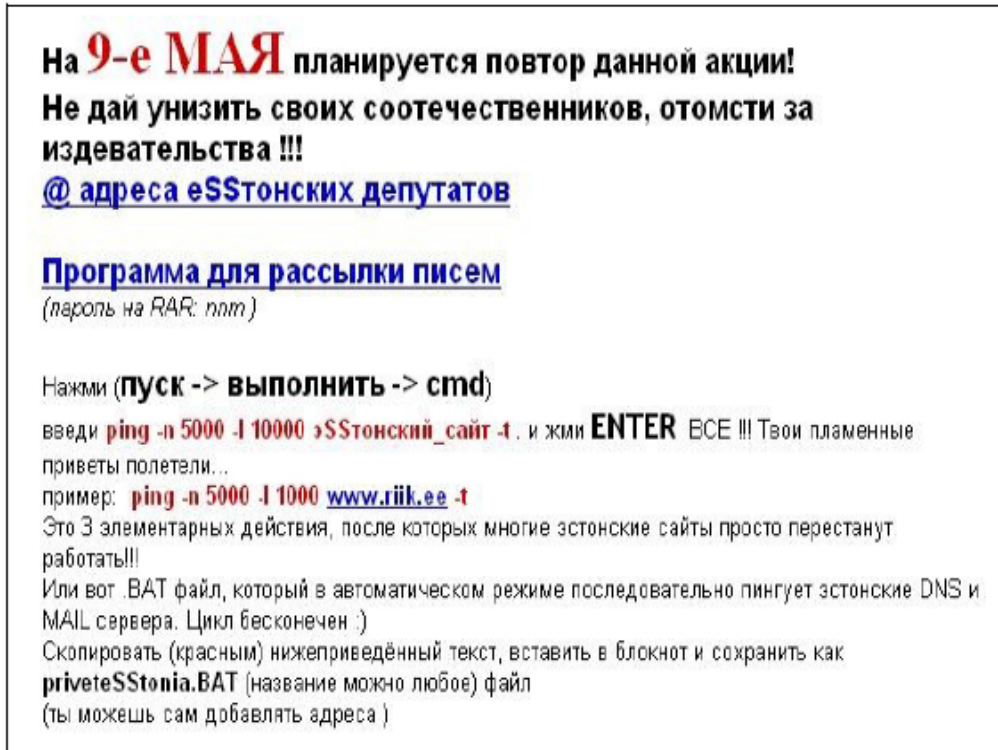 На 9-е МАЯ планируется повтор данной акции!
Не дай унизить своих соотечественников, отомсти за
издевательства !!!
@ адреса еSSтонских депутатов
Программа для рассылки писем
(пароль на RAR: nnm )
Нажми (пуск -> выполнить -> cmd)
введи ping -n 5000 -l 10000 эSSтонский_сайт -t . и жми ENTER ВСЕ !!! Твои пламенные
приветы полетели...
пример: ping -n 5000 -l 1000 www.riik.ee -t
Это 3 элементарных действия, после которых многие эстонские сайты просто перестанут
работать!!!
Или вот .BAT файл, который в автоматическом режиме последовательно пингует эстонские DNS и
MAIL сервера. Цикл бесконечен :)
Скопировать (красным) нижеприведённый текст, вставить в блокнот и сохранить как
priveteSStonia.BAT (название можно любое) файл
(ты можешь сам добавлять адреса )